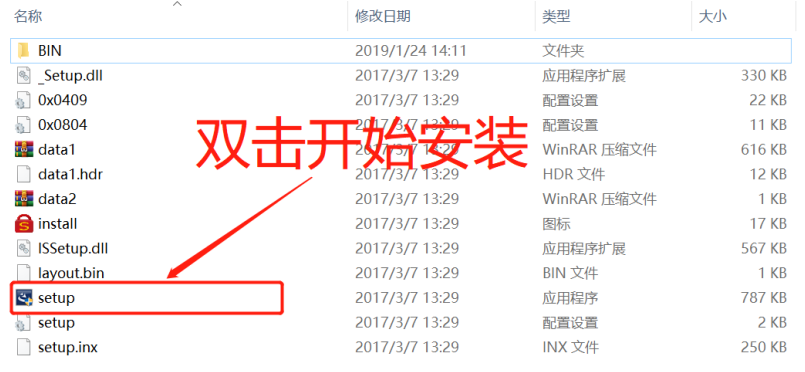 名称 修改日期 类型 大小
BIN 2019/1/24 14:11 文件夹
_Setup.dll 2017/3/7 13:29 应用程序扩展 330 KB
0x0409 2017/3/7 13:29 配置设置 22 KB
0x0804 2017/3/7 13:29 配置设置 11 KB
双击开始安装
data1 2017/3/7 13:29 WinRAR 压缩文件 616 KB
data1.hdr 2017/3/7 13:29 HDR 文件 12 KB
data2 2017/3/7 13:29 WinRAR 压缩文件 1 KB
install 2017/3/7 13:29 图标 17 KB
ISSetup.dll 2017/3/7 13:29 应用程序扩展 567 KB
layout.bin 2017/3/7 13:29 BIN 文件 1 KB
setup 2017/3/7 13:29 应用程序 787 KB
setup 2017/3/7 13:29 配置设置 2 KB
setup.inx 2017/3/7 13:29 INX 文件 250 KB